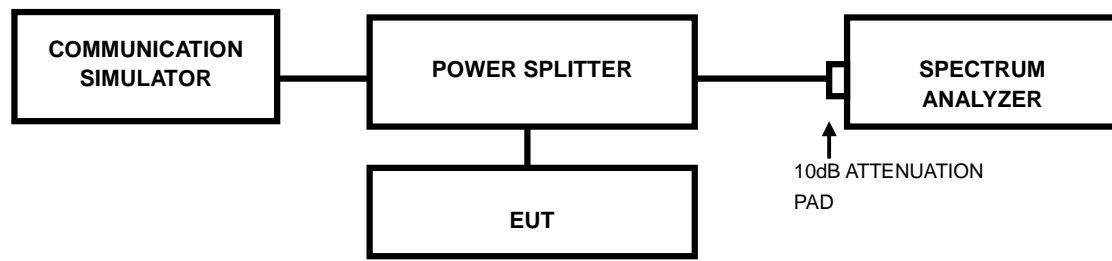 COMMUNICATION
SIMULATOR
POWER SPLITTER
SPECTRUM
ANALYZER
10dB ATTENUATION
PAD
EUT